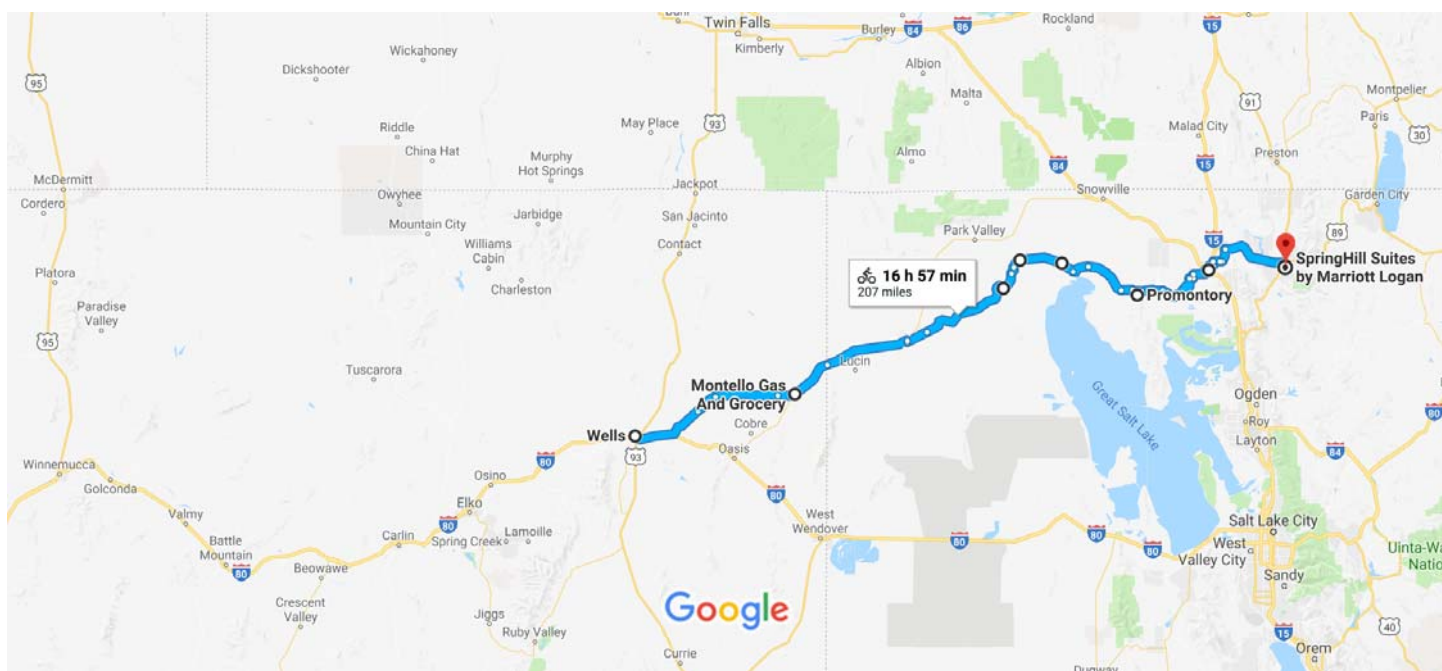 Twin Falls
Kimberly
Burley
84
86
Rockland
15
95
Wickahoney
Dickshooter
Albion
Malta
91
Montpelier
Paris
30
May Place
93
Malad City
Riddle
China Hat
Murphy
Hot Springs
Almo
84
Preston
15
McDermitt
Cordero
Owyhee
Mountain City
Jackpot
Snowville
Garden City
San Jacinto
Jarbidge
Williams
Cabin
Contact
Park Valley
15
89
Platora
Charleston
16 h 57 min
207 miles
SpringHill Suites
by Marriott Logan
Promontory
Paradise
Valley
95
Tuscarora
Lucin
Montello Gas
And Grocery
Great Salt Lake
Ogden
Roy
Layton
80
Cobre
Wells
Oasis
93
84
Winnemucca
Golconda
80
Osino
Elko
80
Valmy
Lamoille
Spring Creek
Carlin
Battle
Mountain
80
Beowawe
80
West
Wendover
80
80
80
Salt Lake City
West
Valley City
Uinta-Wa
Nation
Sandy
Crescent
Valley
Jiggs
Ruby Valley
Google
40
Currie
Dugway
Orem